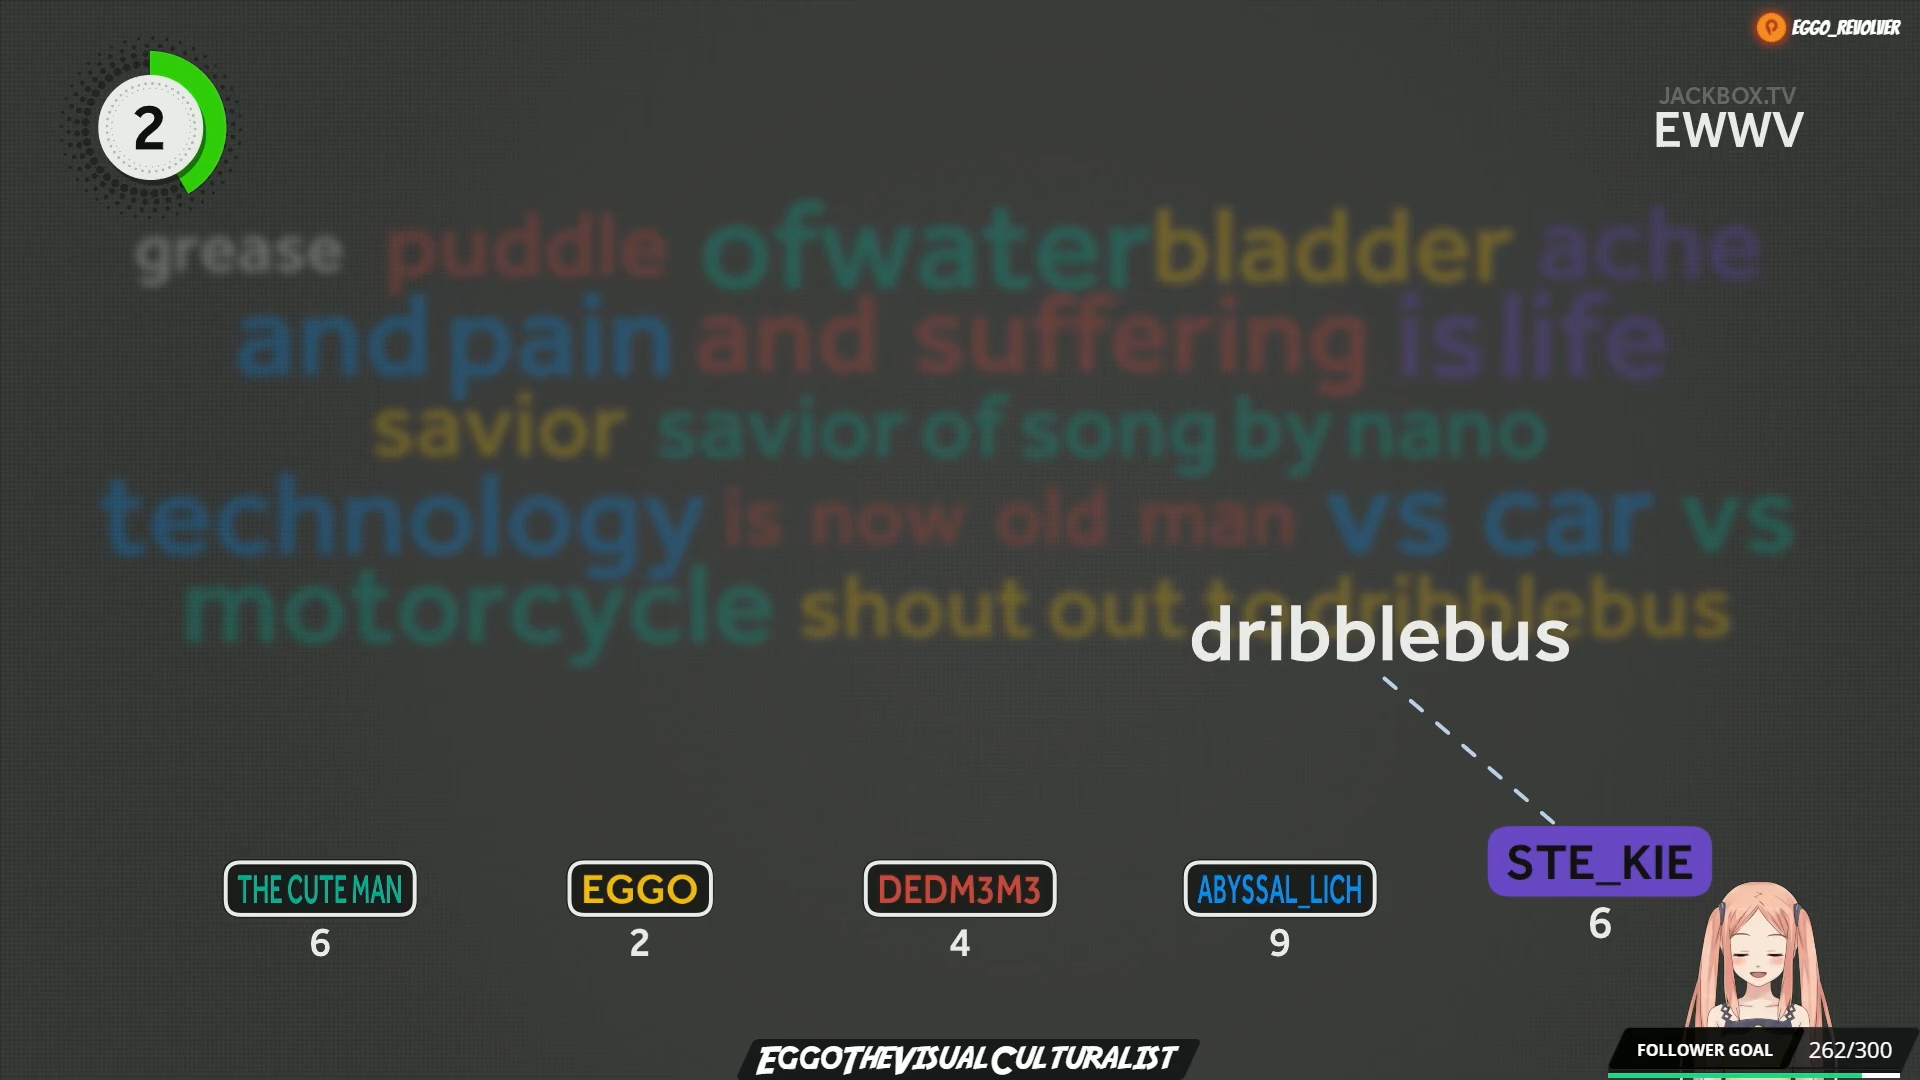 EGGO_REVOLVER
2
JACKBOX.TV
EWWV
grease puddle ofwater bladder ache
and pain and suffering is life
savior savior of song by nano
technology is now old man vs car vs
motorcycle shout out to dribblebus
dribblebus
THE CUTE MAN EGGO DEDM3M3 ABYSSAL_LICH STE_KIE
6 2 4 9 6
EGGOTHEVISUALCULTURALIST
FOLLOWER GOAL 262/300